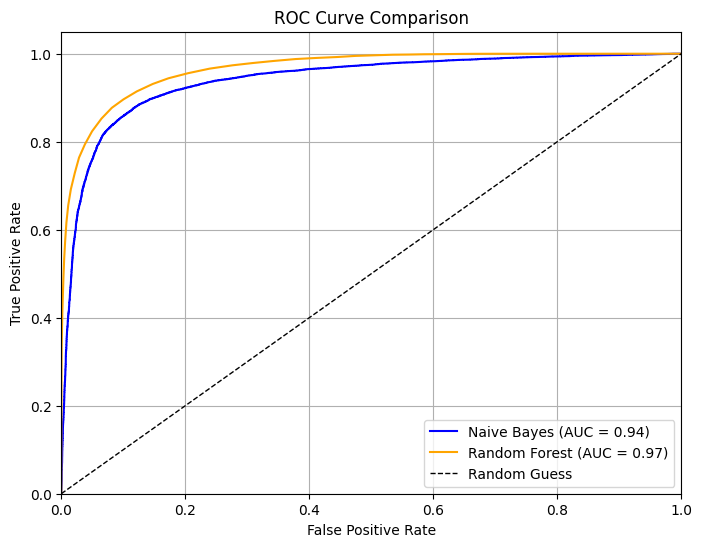 ROC Curve Comparison
True Positive Rate
1.0
0.8
0.6
0.4
0.2
0.0
0.0 0.2 0.4 0.6 0.8 1.0
False Positive Rate
Naive Bayes (AUC = 0.94)
Random Forest (AUC = 0.97)
Random Guess